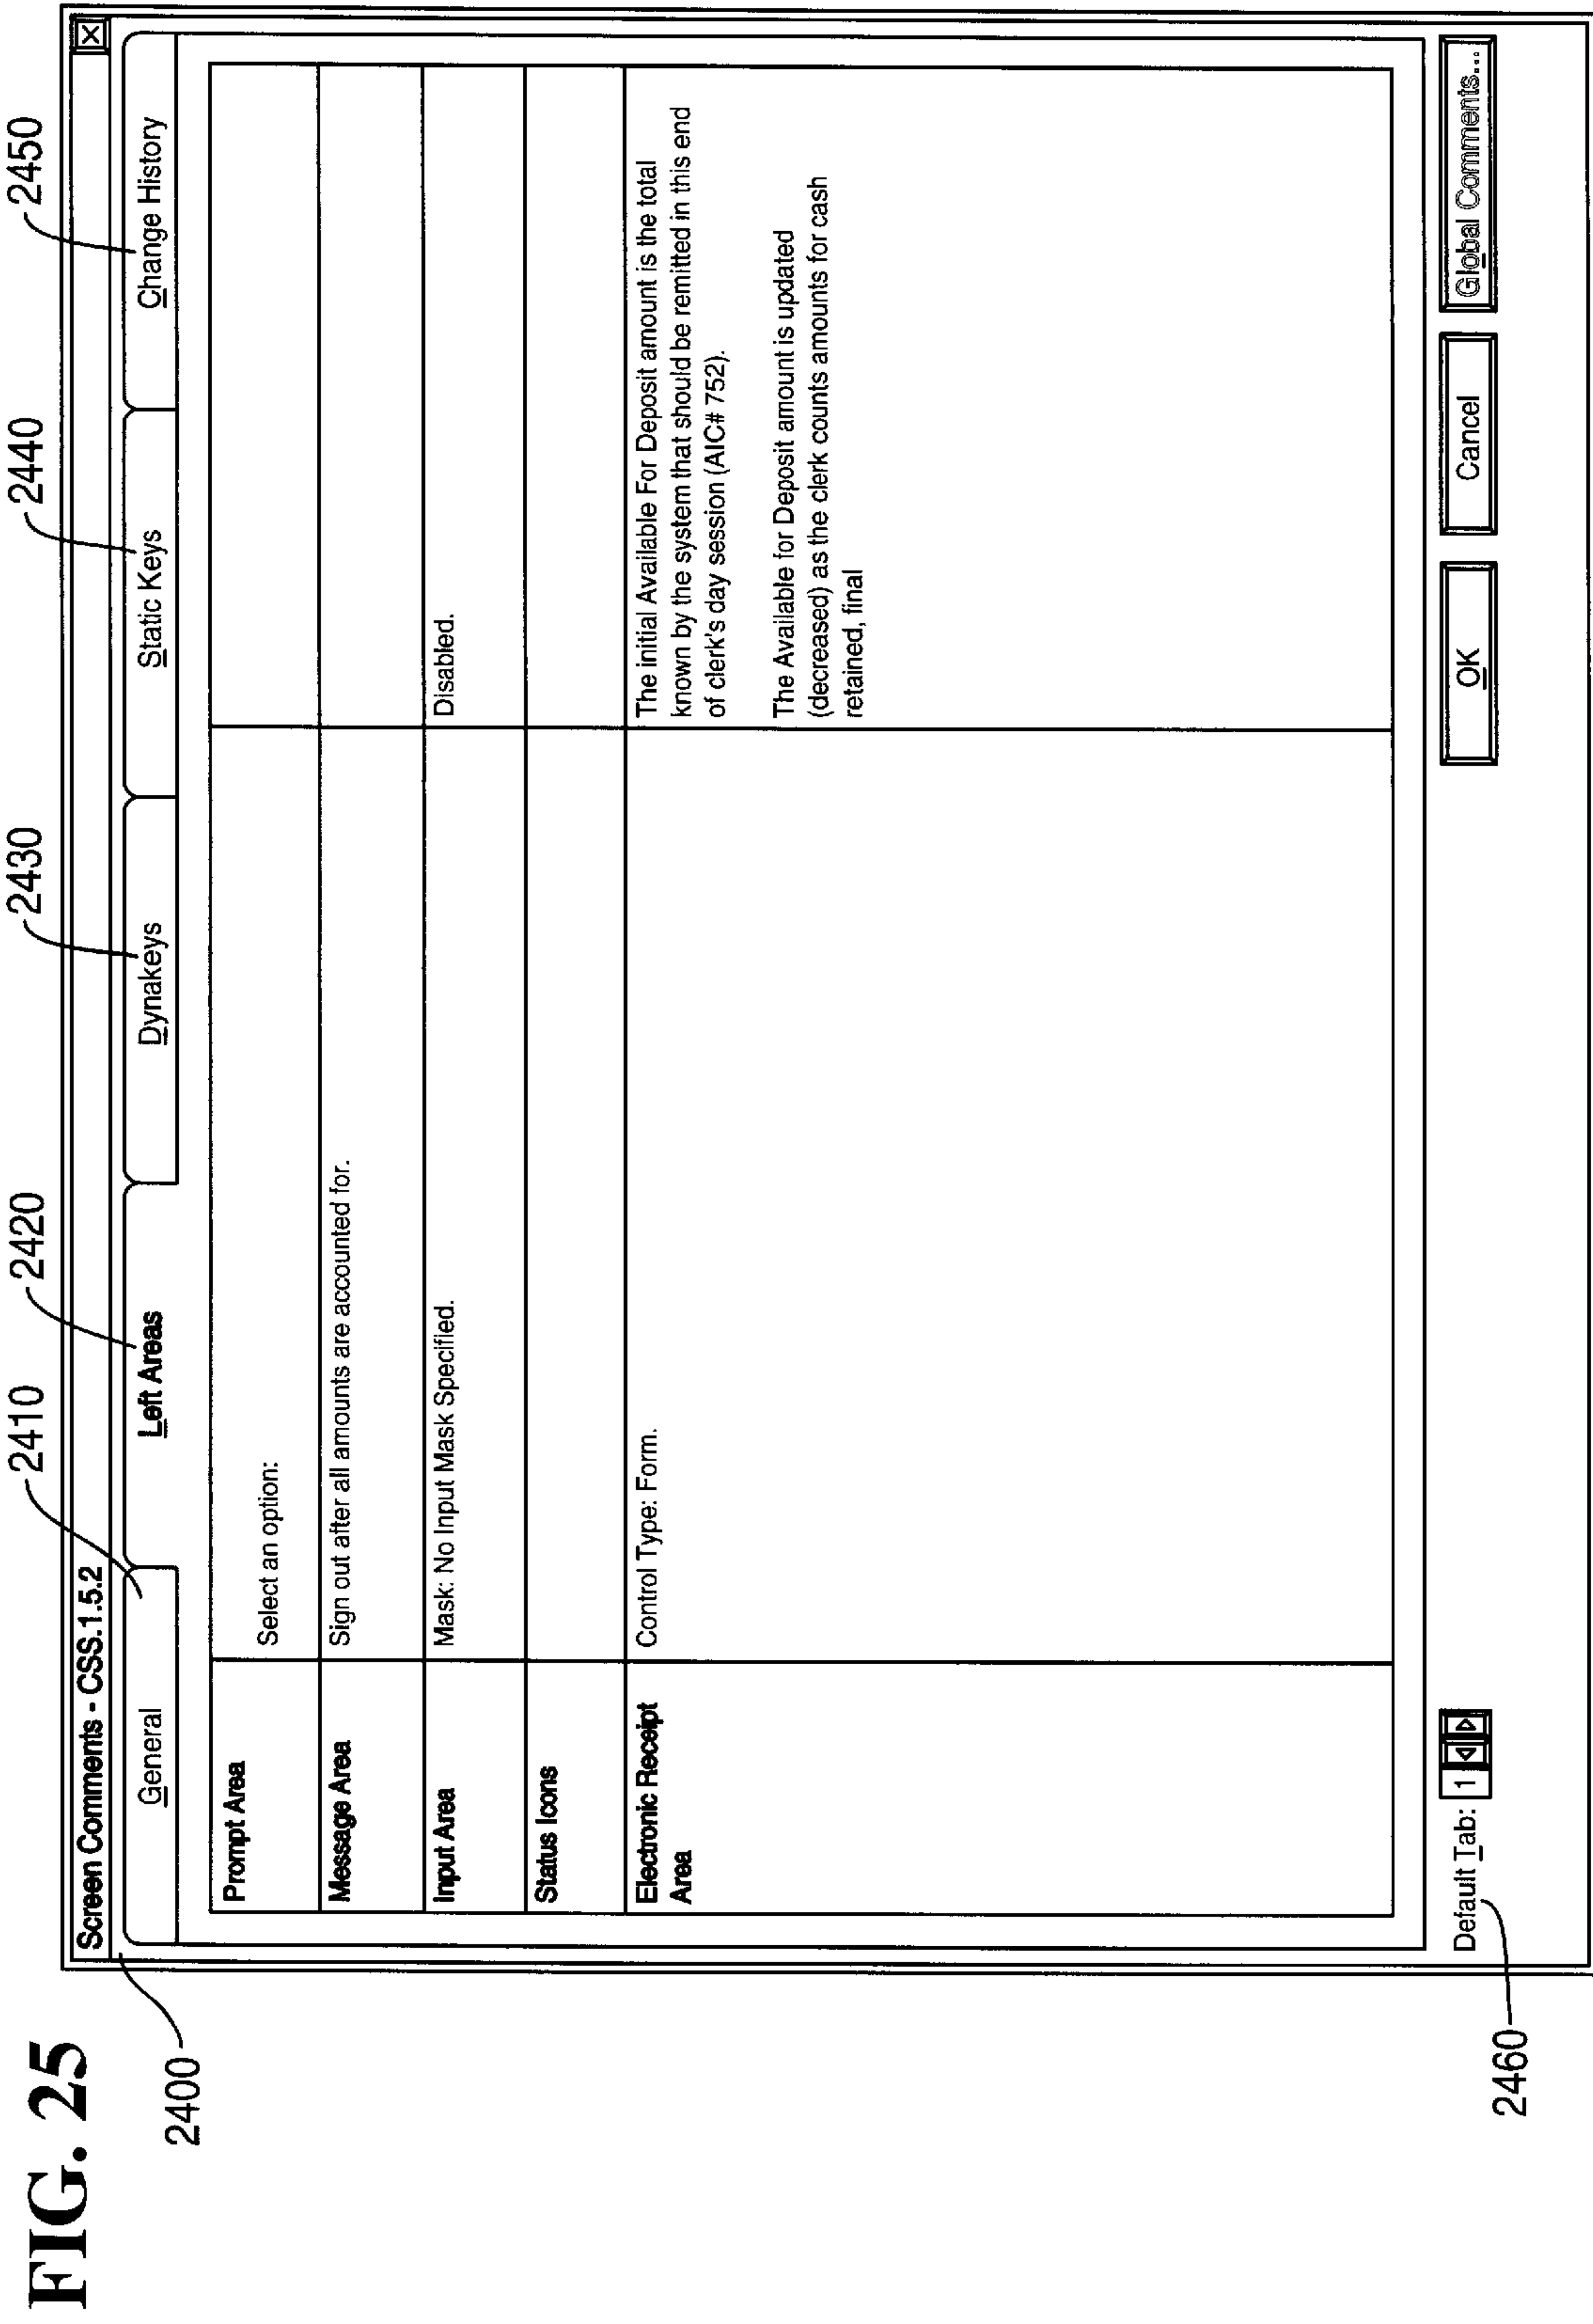 FIG. 25
2400
2410
2420
2430
2440
2450
Screen Comments - CSS.1.5.2
General
Left Areas
Dynakeys
Static Keys
Change History
Prompt Area
Select an option:
Message Area
Sign out after all amounts are accounted for.
Input Area
Mask: No Input Mask Specified.
Disabled.
Status Icons
Electronic Receipt
Area
Control Type: Form.
The initial Available For Deposit amount is the total
known by the system that should be remitted in this end
of clerk's day session (AIC# 752).
The Available for Deposit amount is updated
(decreased) as the clerk counts amounts for cash
retained, final
Default Tab: 1
OK
Cancel
Global Comments...
2460